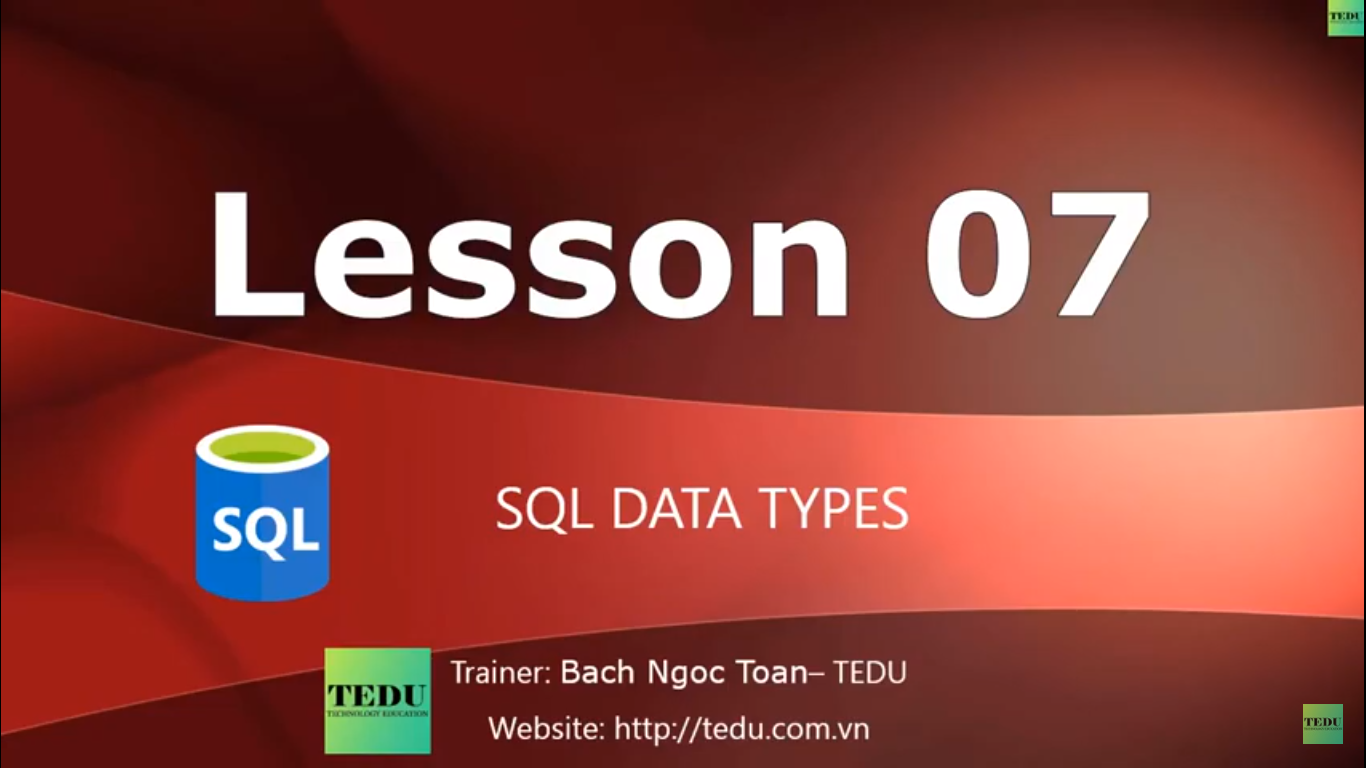 TEDU
Lesson 07
SQL
SQL DATA TYPES
TEDU
TECHNOLOGY EDUCATION
Trainer: Bach Ngoc Toan– TEDU
Website: http://tedu.com.vn
TEDU